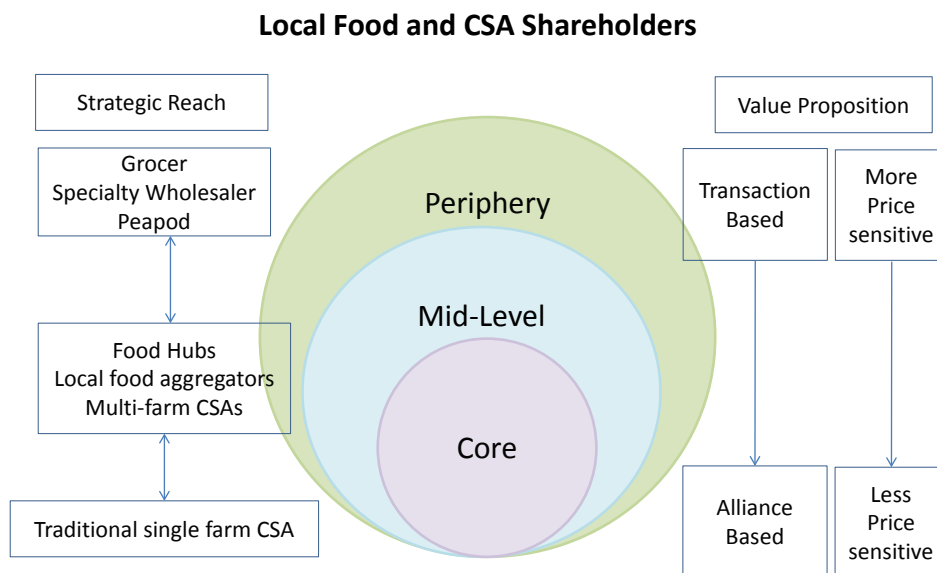 Local Food and CSA Shareholders
Strategic Reach
Grocer
Specialty Wholesaler
Peapod
Food Hubs
Local food aggregators
Multi-farm CSAs
Traditional single farm CSA
Periphery
Mid-Level
Core
Value Proposition
Transaction
Based
More
Price
sensitive
Alliance
Based
Less
Price
sensitive